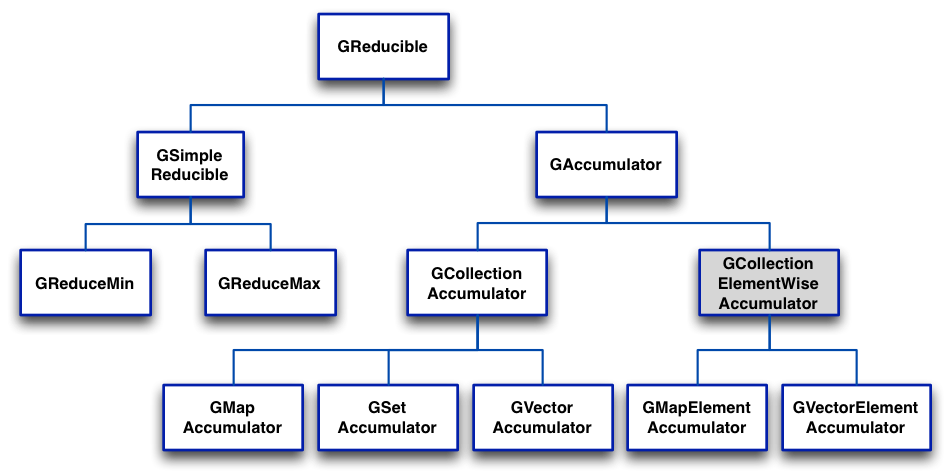 GReducible
GSimple
Reducible
GAccumulator
GReduceMin
GReduceMax
GCollection
Accumulator
GCollection
ElementWise
Accumulator
GMap
Accumulator
GSet
Accumulator
GVector
Accumulator
GMapElement
Accumulator
GVectorElement
Accumulator